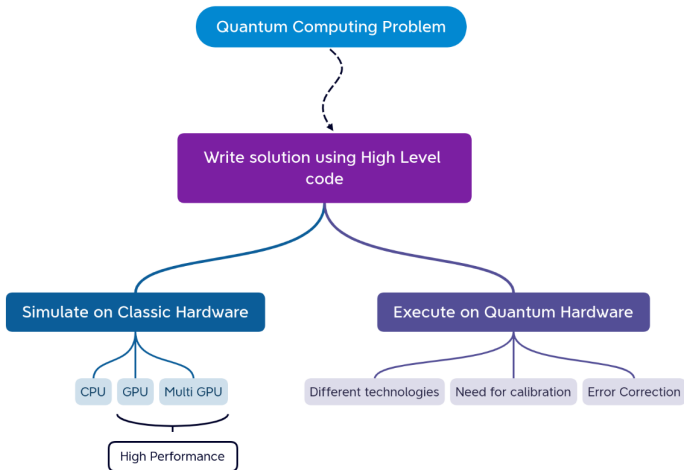 Quantum Computing Problem
Write solution using High Level
code
Simulate on Classic Hardware
Execute on Quantum Hardware
CPU
GPU
Multi GPU
Different technologies
Need for calibration
Error Correction
High Performance